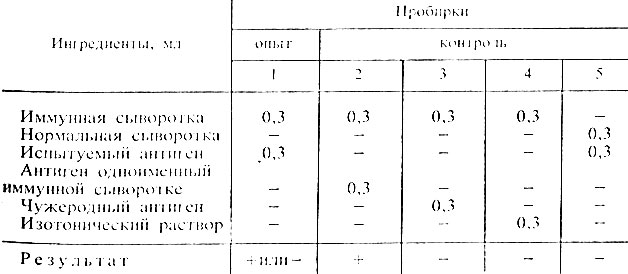 Пробирки
Ингредиенты, мл опыт контроль
1 2 3 4 5
Иммунная сыворотка 0,3 0,3 0,3 0,3 —
Нормальная сыворотка — — — — 0,3
Испытуемый антиген 0,3 — — — 0,3
Антиген одноименный
иммунной сыворотке — 0,3 — — —
Чужеродный антиген — — 0,3 — —
Изотонический раствор — — — 0,3 —
Результат + или — + — — —